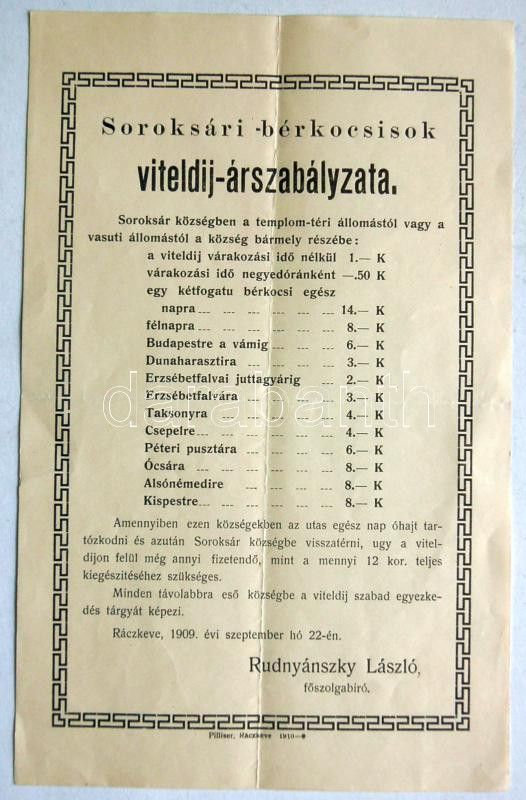 Soroksári bérkocsisok
viteldij-árszabályzata.
Soroksár községben a templom-téri állomástól vagy a
vasuti állomástól a község bármely részébe:
a viteldij várakozási idő nélkül 1.— K
várakozási idő negyedóránként —.50 K
egy kétfogatu bérkocsi egész
napra — — — — — 14.— K
félnapra — — — — — 8.— K
Budapestre a vámig — — — 6.— K
Dunaharasztira — — — — 3.— K
Erzsébetfalvai juttagyárig — 2.— K
Erzsébetfalvára — — — — 3.— K
Taksonyra — — — — — 4.— K
Csepelre — — — — — 4.— K
Péteri pusztára — — — — 6.— K
Ócsára — — — — — 8.— K
Alsónémedire — — — — 8.— K
Kispestre — — — — — 8.— K
Amennyiben ezen községekben az utas egész nap óhajt tar-
tózkodni és azután Soroksár községbe visszatérni, ugy a vitel-
dijon felül még annyi fizetendő, mint a mennyi 12 kor. teljes
kiegészitéséhez szükséges.
Minden távolabbra eső községbe a viteldij szabad egyezke-
dés tárgyát képezi.
Ráczkeve, 1909. évi szeptember hó 22-én.
Rudnyánszky László,
főszolgabiró.
Pilliser, Ráczkeve 1910—
darabanth